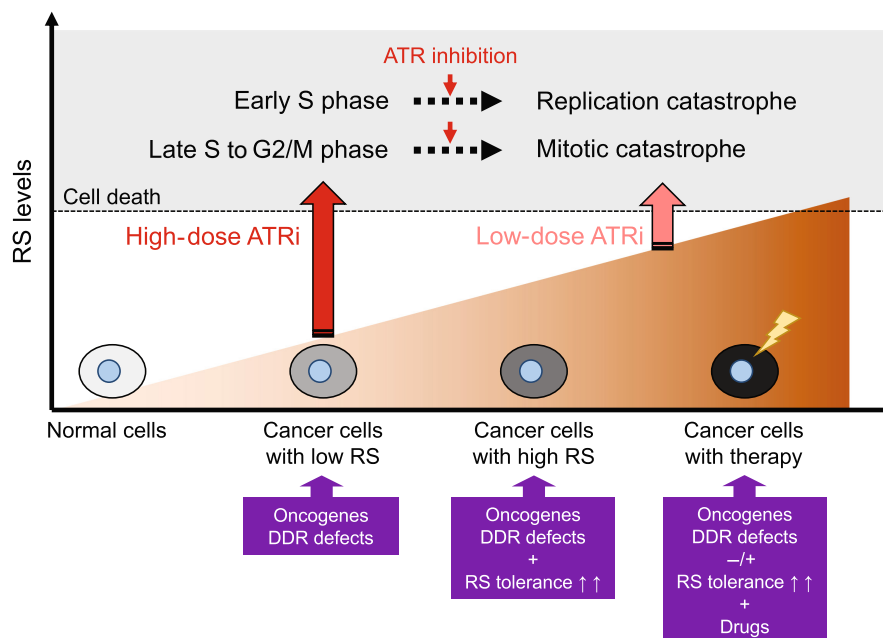 ATR inhibition
Early S phase
Replication catastrophe
Late S to G2/M phase
Mitotic catastrophe
Cell death
High-dose ATRi
Low-dose ATRi
RS levels
Normal cells
Cancer cells
with low RS
Cancer cells
with high RS
Cancer cells
with therapy
Oncogenes
DDR defects
Oncogenes
DDR defects
+
RS tolerance ↑↑
Oncogenes
DDR defects
–/+
RS tolerance ↑↑
+
Drugs